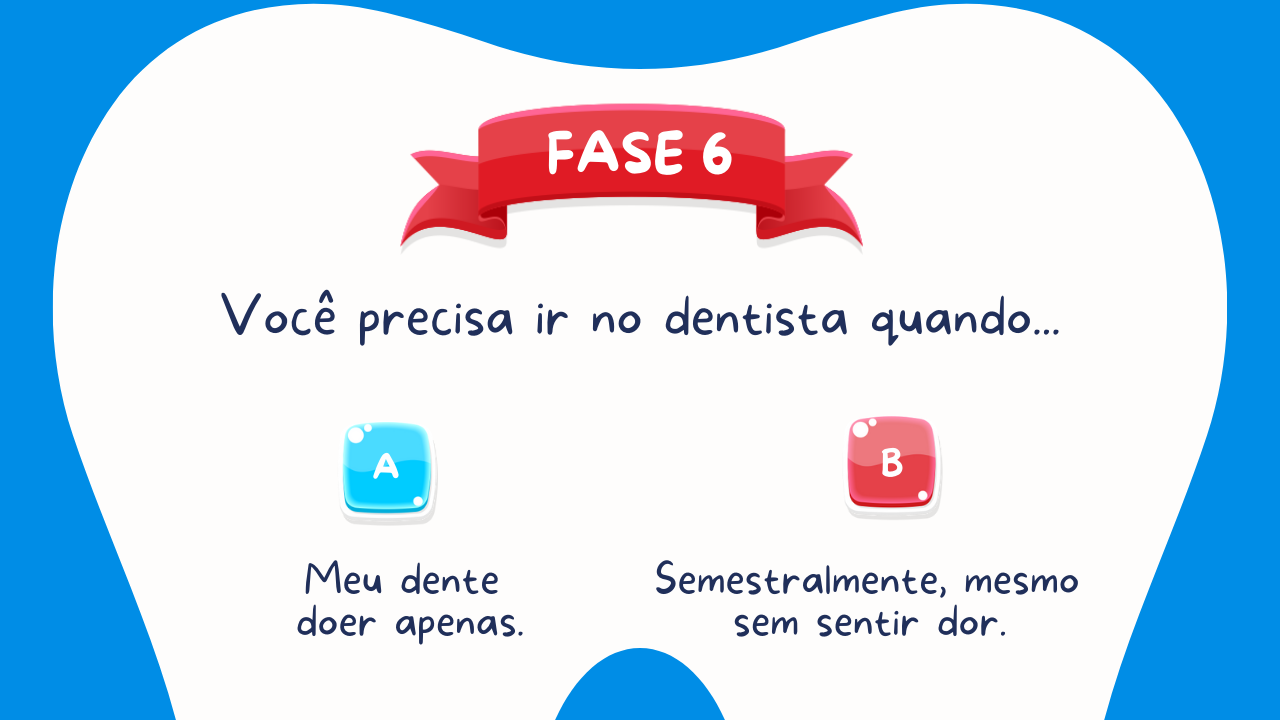 FASE 6
Você precisa ir no dentista quando...
A
Meu dente
doer apenas.
B
Semestralmente, mesmo
sem sentir dor.